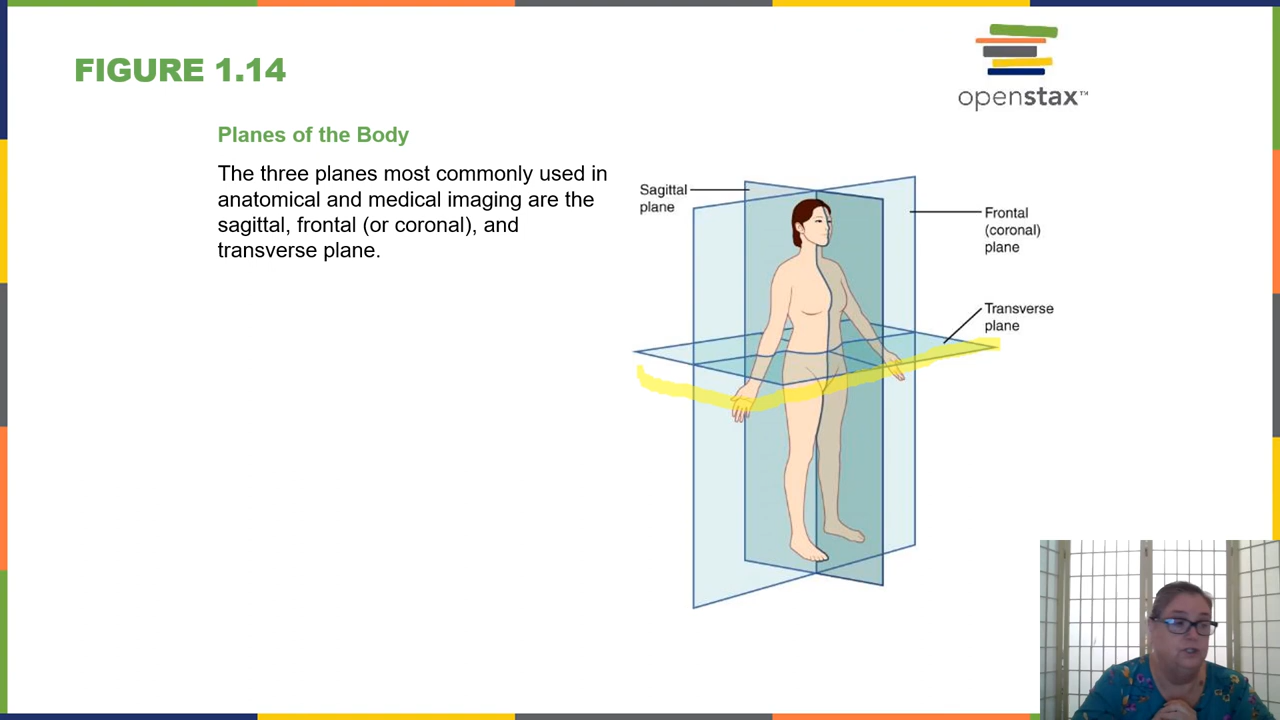 FIGURE 1.14
openstax™
Planes of the Body
The three planes most commonly used in
anatomical and medical imaging are the
sagittal, frontal (or coronal), and
transverse plane.
Sagittal
plane
Frontal
(coronal)
plane
Transverse
plane